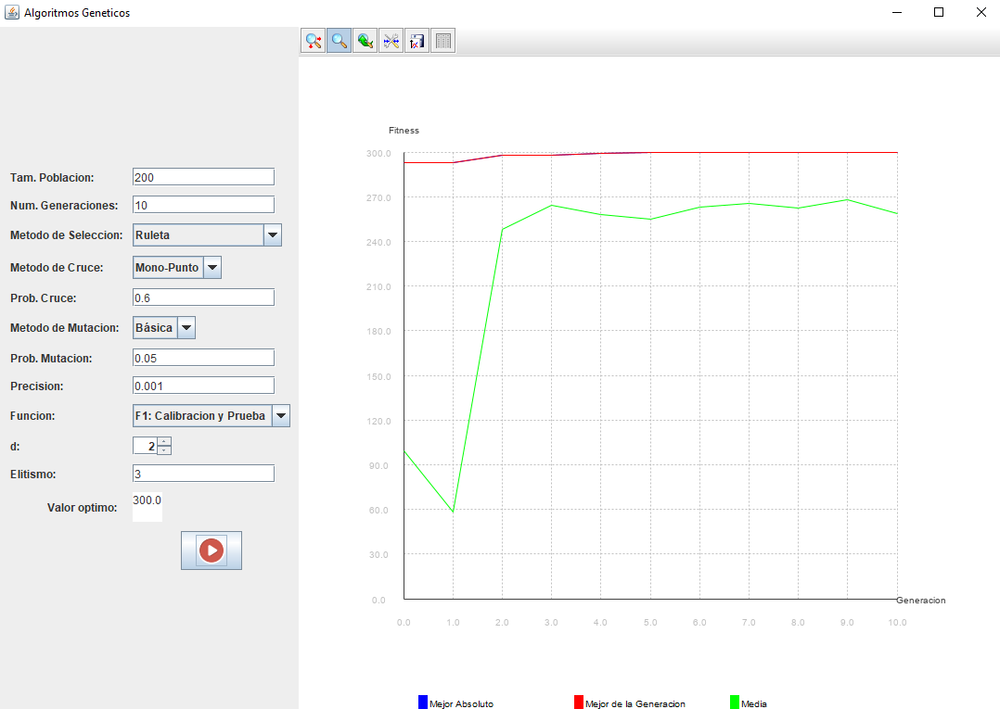 Algoritmos Geneticos
Tam. Poblacion: 200
Num. Generaciones: 10
Metodo de Seleccion: Ruleta
Metodo de Cruce: Mono-Punto
Prob. Cruce: 0.6
Metodo de Mutacion: Básica
Prob. Mutacion: 0.05
Precision: 0.001
Funcion: F1: Calibracion y Prueba
d: 2
Elitismo: 3
Valor optimo: 300.0
Fitness
300.0
270.0
240.0
210.0
180.0
150.0
120.0
90.0
60.0
30.0
0.0
Generacion
0.0 1.0 2.0 3.0 4.0 5.0 6.0 7.0 8.0 9.0 10.0
Mejor Absoluto Mejor de la Generacion Media